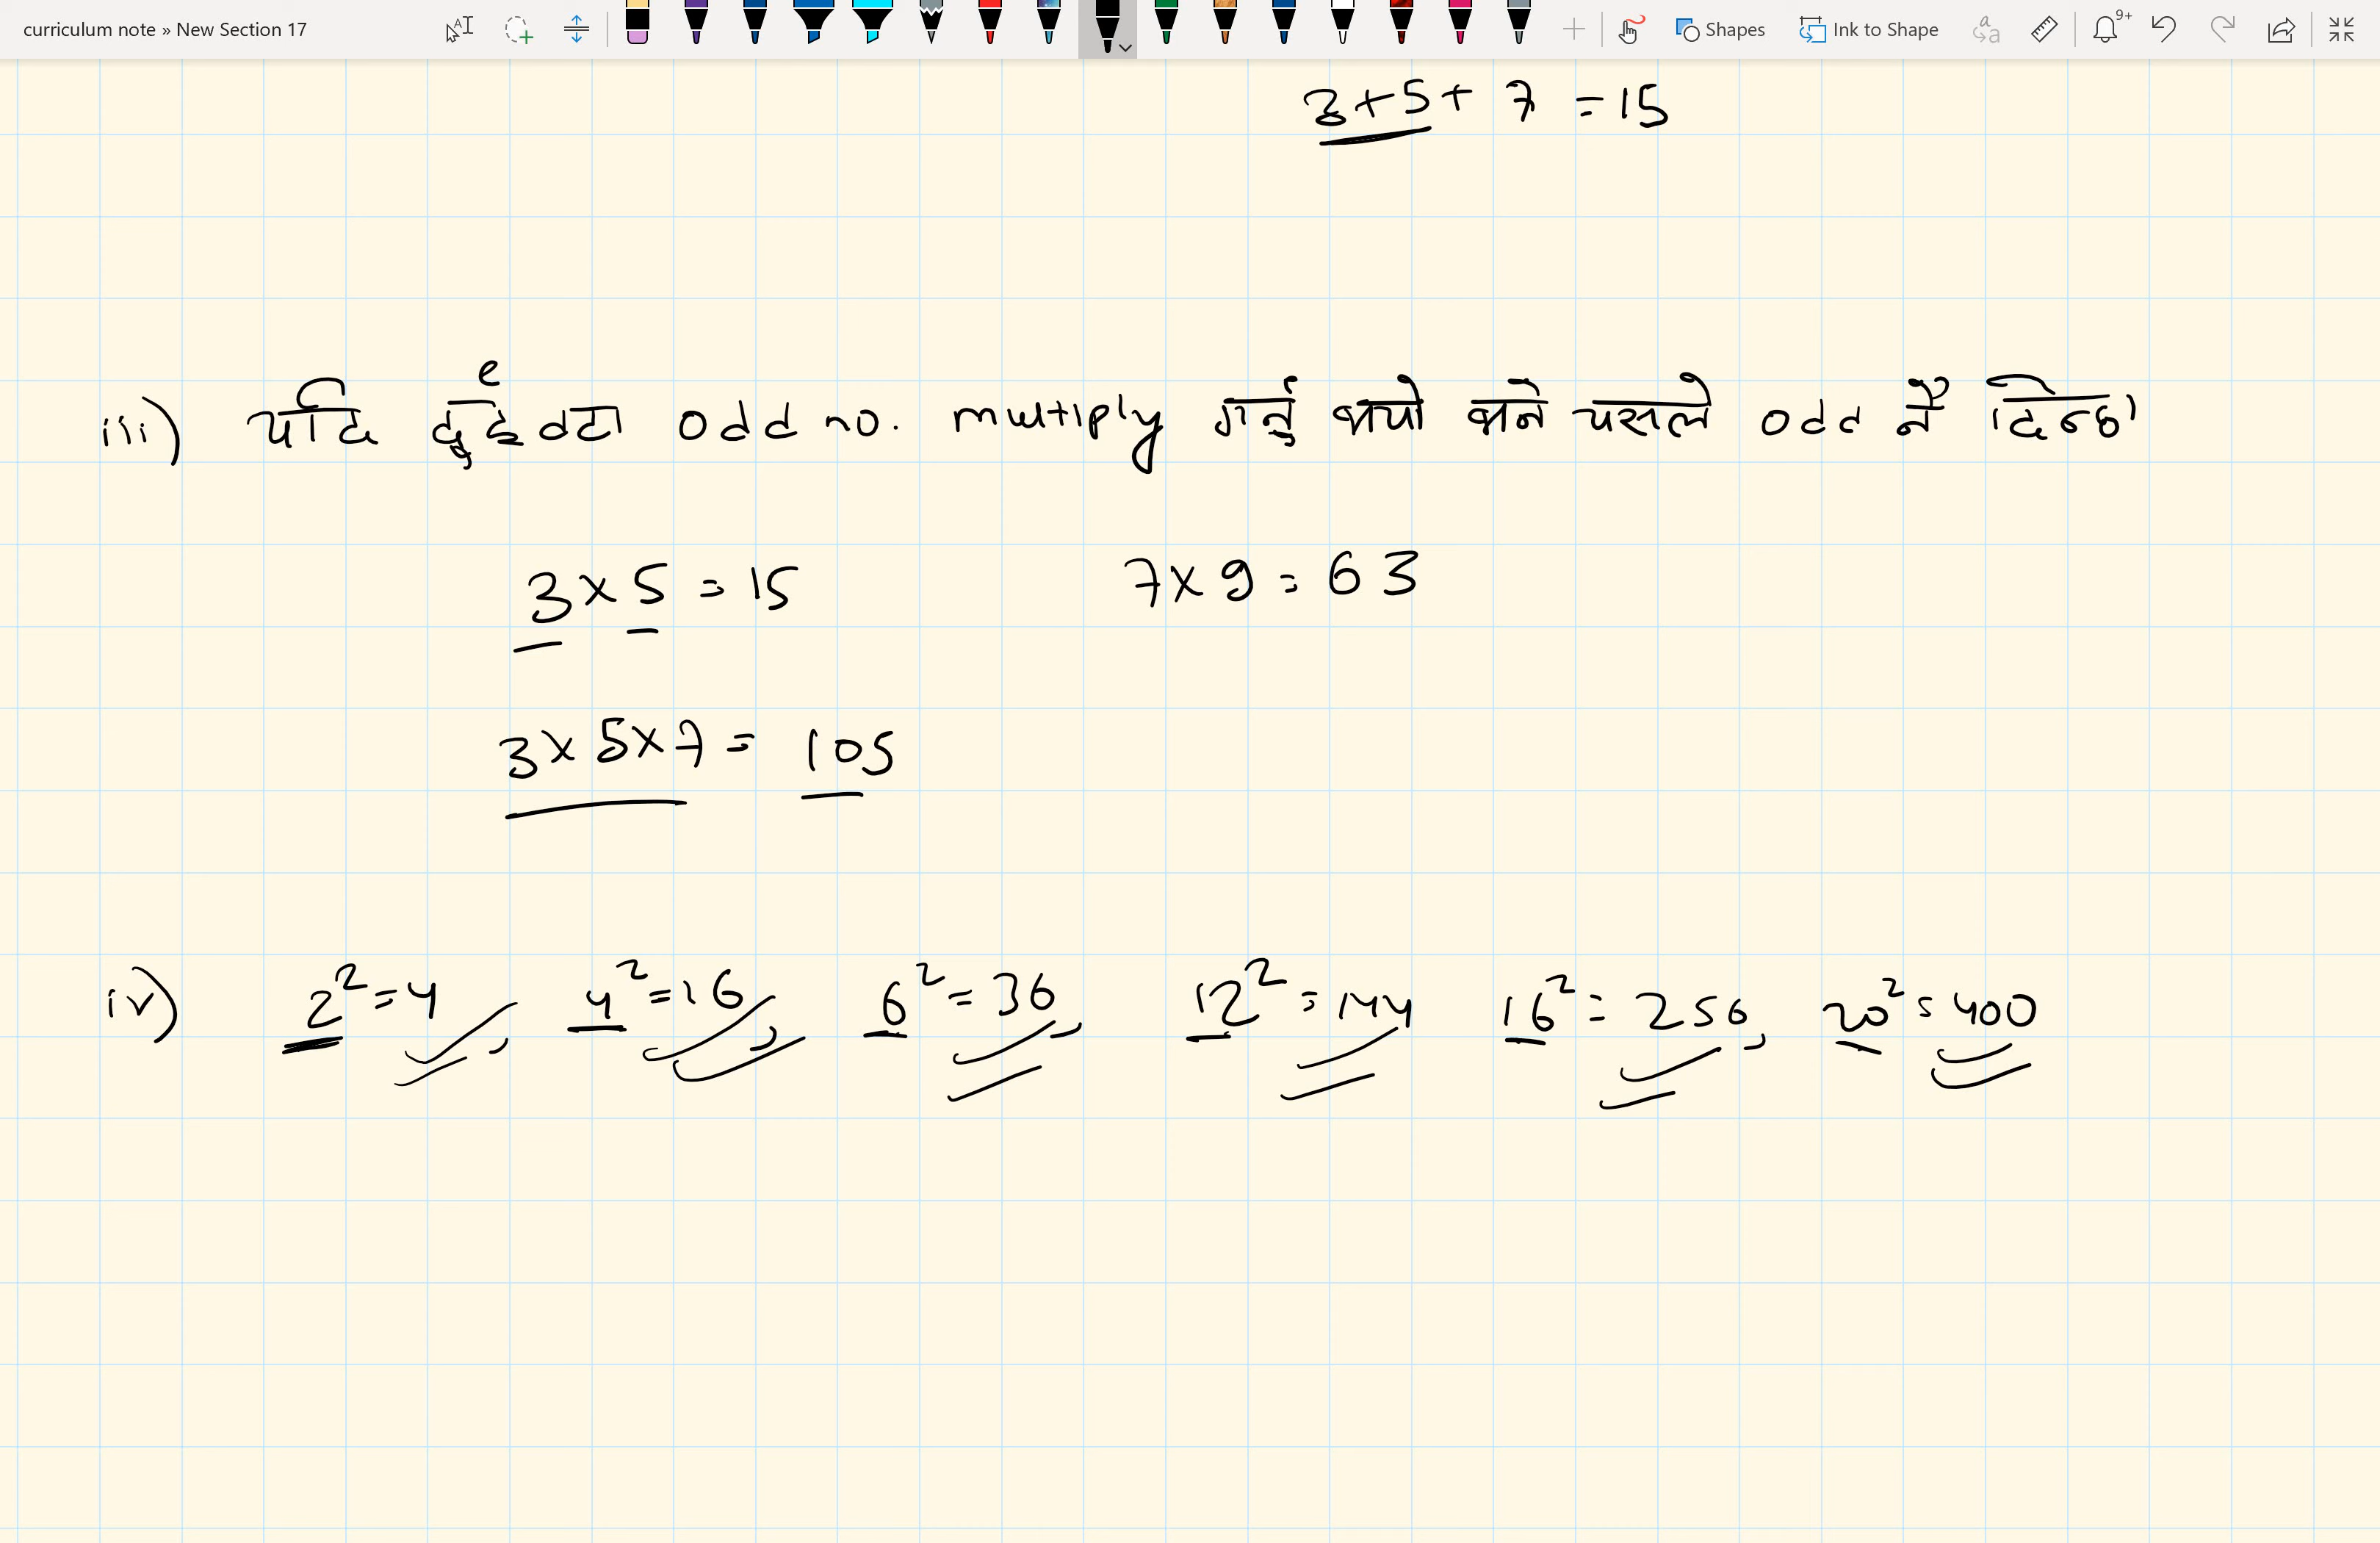 curriculum note » New Section 17
Shapes
Ink to Shape
9+
3+5+ 7 = 15
iii) यदि दुई वटा odd no. multiply गर्नु भयो भने यसले odd नै दिन्छ।
3 × 5 = 15
7 × 9 = 63
3 × 5 × 7 = 105
iv) 2² = 4, 4² = 16, 6² = 36, 12² = 144 16² = 256, 20² = 400